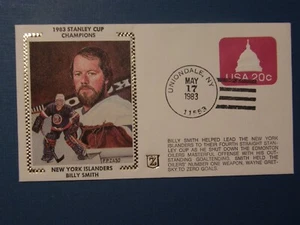 1983 STANLEY CUP
CHAMPIONS
NEW YORK ISLANDERS
BILLY SMITH
UNIONDALE, NY
MAY
17
1983
11553
USA 20c
Z
BILLY SMITH HELPED LEAD THE NEW YORK
ISLANDERS TO THEIR FOURTH STRAIGHT STAN-
LEY CUP AS HE SHUT DOWN THE EDMONTON
OILERS MASTERFUL OFFENSE WITH HIS OUT-
STANDING GOALTENDING. SMITH HELD THE
OILERS' NUMBER ONE WEAPON, WAYNE GRET-
SKY TO ZERO GOALS.